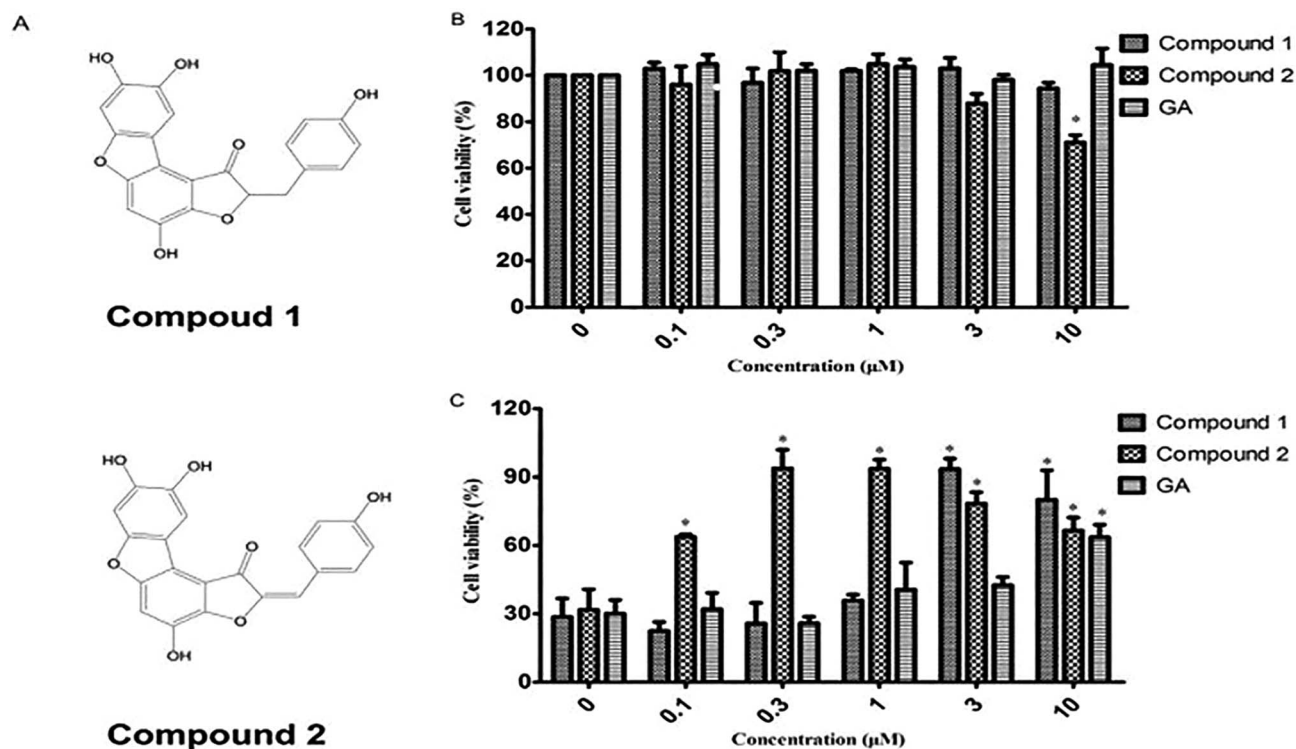 A
HO
OH
OH
O
O
O
OH
Compoud 1
HO
OH
OH
O
O
O
OH
Compound 2
B
120
100
80
60
40
20
0
Cell viability (%)
*
0
0.1
0.3
1
3
10
Concentration (μM)
Compound 1
Compound 2
GA
C
120
90
60
30
0
Cell viability (%)
*
*
*
*
*
*
*
*
0
0.1
0.3
1
3
10
Concentration (μM)
Compound 1
Compound 2
GA